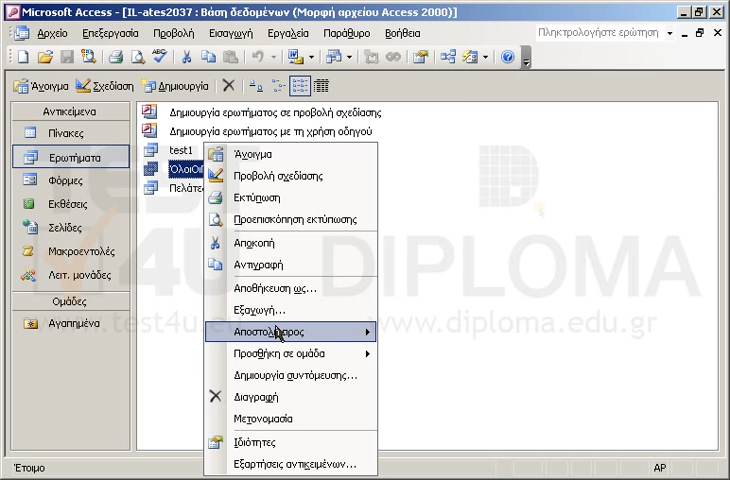 Microsoft Access - [IL-ates2037 : Βάση δεδομένων (Μορφή αρχείου Access 2000)]
Αρχείο Επεξεργασία Προβολή Εισαγωγή Εργαλεία Παράθυρο Βοήθεια Πληκτρολογήστε ερώτηση
Άνοιγμα Σχεδίαση Δημιουργία
Αντικείμενα
Πίνακες
Ερωτήματα
Φόρμες
Εκθέσεις
Σελίδες
Μακροεντολές
Λειτ. μονάδες
Ομάδες
Αγαπημένα
Δημιουργία ερωτήματος σε προβολή σχεδίασης
Δημιουργία ερωτήματος με τη χρήση οδηγού
test1
Άνοιγμα
Προβολή σχεδίασης
Εκτύπωση
Προεπισκόπηση εκτύπωσης
Αποκοπή
Αντιγραφή
Αποθήκευση ως...
Εξαγωγή...
Προσθήκη σε ομάδα
Δημιουργία συντόμευσης...
Διαγραφή
Μετονομασία
Ιδιότητες
Εξαρτήσεις αντικειμένων...
TEST 4U DIPLOMA
www.diploma.edu.gr
Έτοιμο ΑΡ